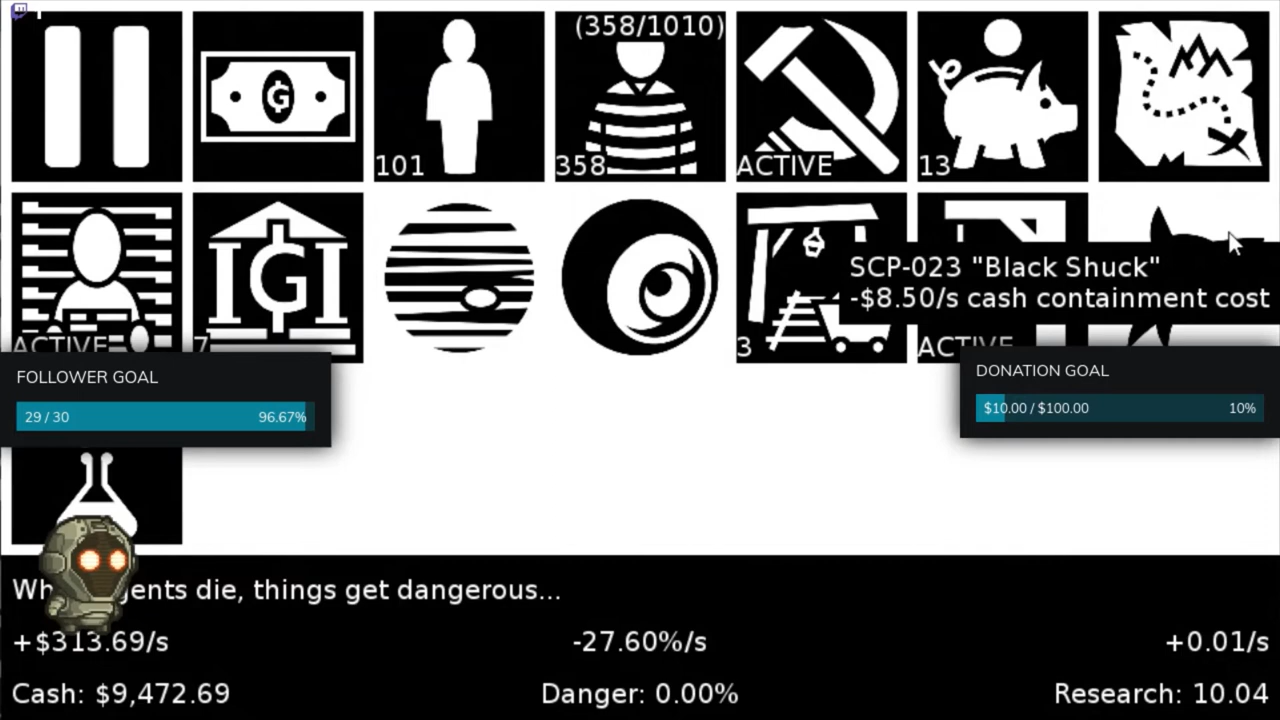 (358/1010)
101
358
ACTIVE
13
SCP-023 "Black Shuck"
-$8.50/s cash containment cost
ACTIVE
7
3
ACTIVE
FOLLOWER GOAL
29 / 30
96.67%
DONATION GOAL
$10.00 / $100.00
10%
die, things get dangerous...
+$313.69/s
-27.60%/s
+0.01/s
Cash: $9,472.69
Danger: 0.00%
Research: 10.04